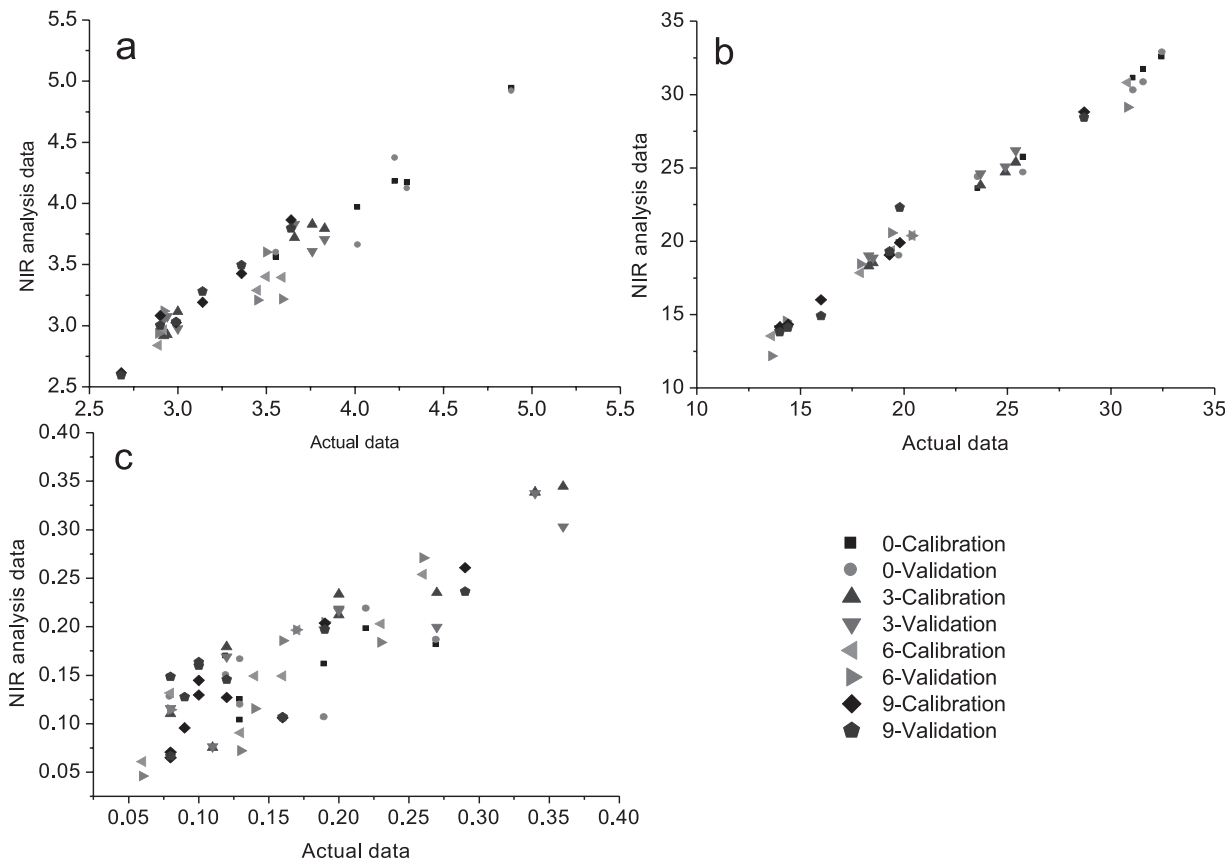 a
5.5
5.0
4.5
4.0
3.5
3.0
2.5
NIR analysis data
2.5 3.0 3.5 4.0 4.5 5.0 5.5
Actual data
b
35
30
25
20
15
10
NIR analysis data
10 15 20 25 30 35
Actual data
c
0.40
0.35
0.30
0.25
0.20
0.15
0.10
0.05
NIR analysis data
0.05 0.10 0.15 0.20 0.25 0.30 0.35 0.40
Actual data
0-Calibration
0-Validation
3-Calibration
3-Validation
6-Calibration
6-Validation
9-Calibration
9-Validation